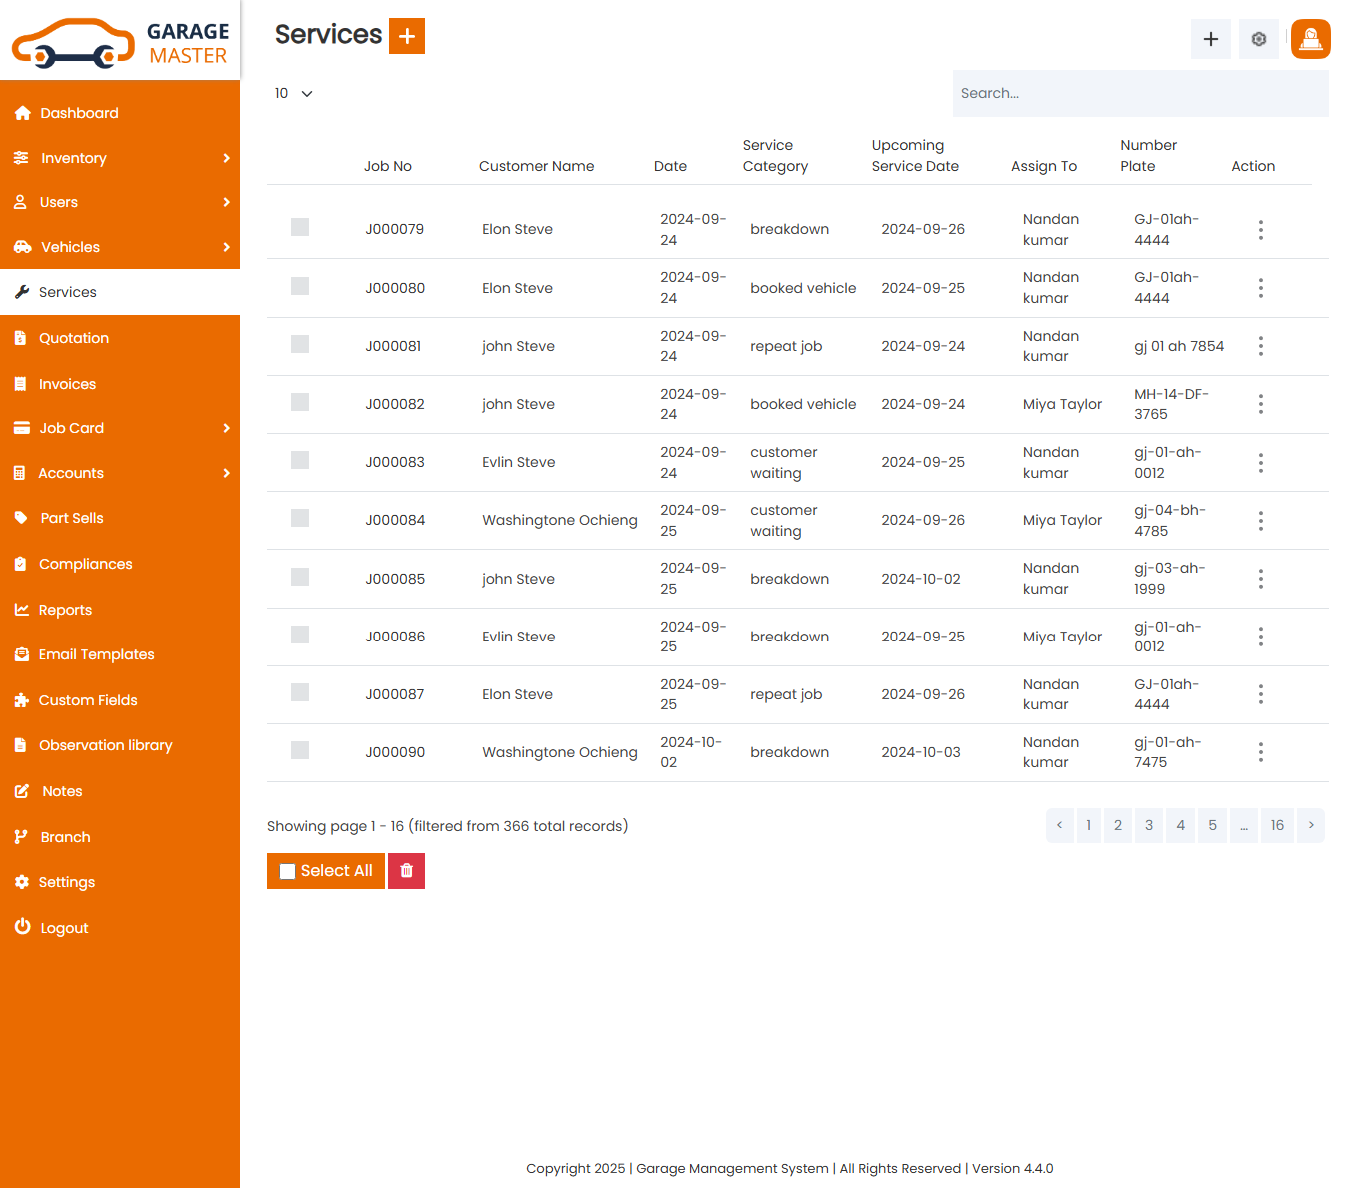 GARAGE
MASTER
Services +
10
Search...
Dashboard
Inventory
Users
Vehicles
Services
Quotation
Invoices
Job Card
Accounts
Part Sells
Compliances
Reports
Email Templates
Custom Fields
Observation library
Notes
Branch
Settings
Logout
Job No Customer Name Date Service Category Upcoming Service Date Assign To Number Plate Action
J000079 Elon Steve 2024-09-24 breakdown 2024-09-26 Nandan kumar GJ-01ah-4444
J000080 Elon Steve 2024-09-24 booked vehicle 2024-09-25 Nandan kumar GJ-01ah-4444
J000081 john Steve 2024-09-24 repeat job 2024-09-24 Nandan kumar gj 01 ah 7854
J000082 john Steve 2024-09-24 booked vehicle 2024-09-24 Miya Taylor MH-14-DF-3765
J000083 Evlin Steve 2024-09-24 customer waiting 2024-09-25 Nandan kumar gj-01-ah-0012
J000084 Washingtone Ochieng 2024-09-25 customer waiting 2024-09-26 Miya Taylor gj-04-bh-4785
J000085 john Steve 2024-09-25 breakdown 2024-10-02 Nandan kumar gj-03-ah-1999
J000086 Evlin Steve 2024-09-25 breakdown 2024-09-25 Miya Taylor gj-01-ah-0012
J000087 Elon Steve 2024-09-25 repeat job 2024-09-26 Nandan kumar GJ-01ah-4444
J000090 Washingtone Ochieng 2024-10-02 breakdown 2024-10-03 Nandan kumar gj-01-ah-7475
Showing page 1 - 16 (filtered from 366 total records)
< 1 2 3 4 5 ... 16 >
Select All
Copyright 2025 | Garage Management System | All Rights Reserved | Version 4.4.0